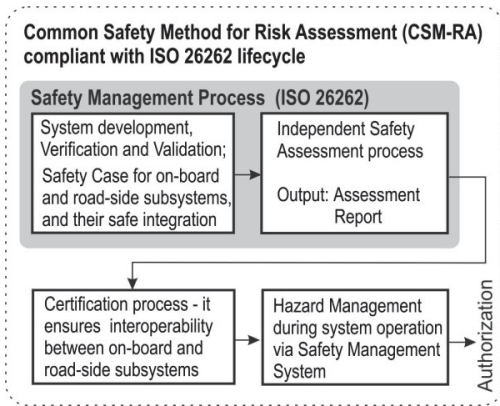 Common Safety Method for Risk Assessment (CSM-RA)
compliant with ISO 26262 lifecycle
Safety Management Process (ISO 26262)
System development,
Verification and Validation;
Safety Case for on-board
and road-side subsystems,
and their safe integration
Independent Safety
Assessment process
Output: Assessment
Report
Certification process - it
ensures interoperability
between on-board and
road-side subsystems
Hazard Management
during system operation
via Safety Management
System
Authorization